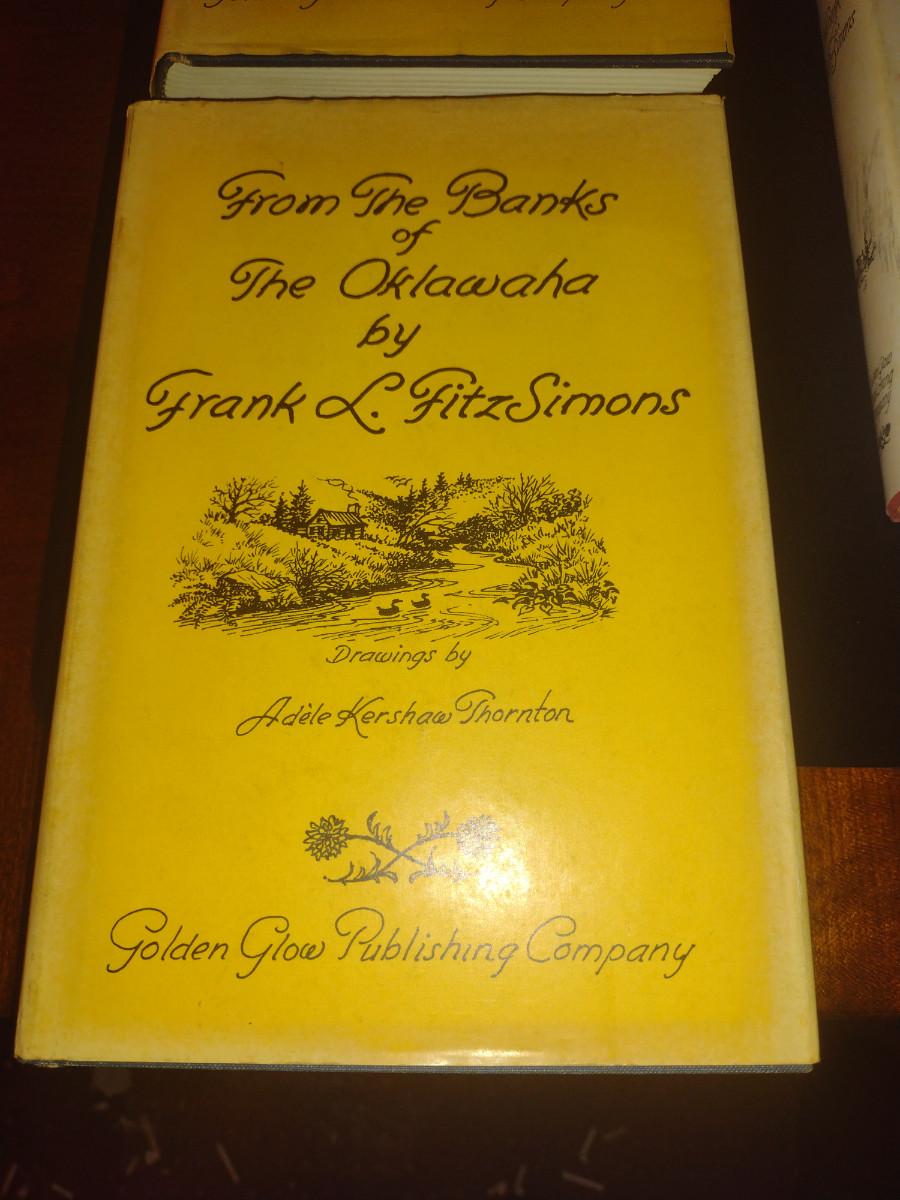 From The Banks
of
The Oklawaha
by
Frank L. FitzSimons
Drawings by
Adèle Kershaw Thornton
Golden Glow Publishing Company